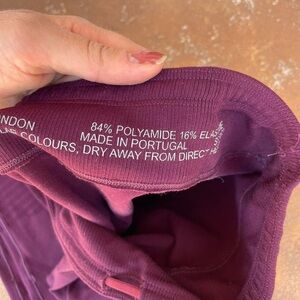 NDON
84% POLYAMIDE 16% ELAS
MADE IN PORTUGAL
COLOURS, DRY AWAY FROM DIRECT